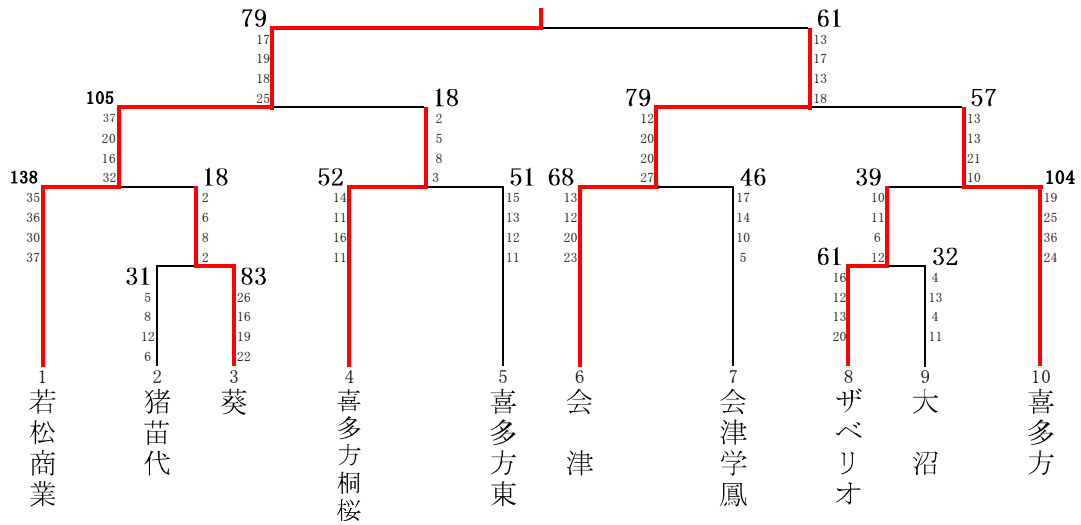 79 61
17 13
19 17
18 13
25 18
105 18 79 57
37 2 12 13
20 5 20 13
16 8 20 21
32 3 27 10
138 18 52 51 68 46 39 104
35 2 14 15 13 17 10 19
36 6 11 13 12 14 11 25
30 8 16 12 20 10 6 36
37 2 11 11 23 5 12 24
31 83 61 32
5 26 16 4
8 16 12 13
12 19 13 4
6 22 20 11
1 2 3 4 5 6 7 8 9 10
若松商業
猪苗代
葵
喜多方桐桜
喜多方東
会津
会津学鳳
ザベリオ
大沼
喜多方